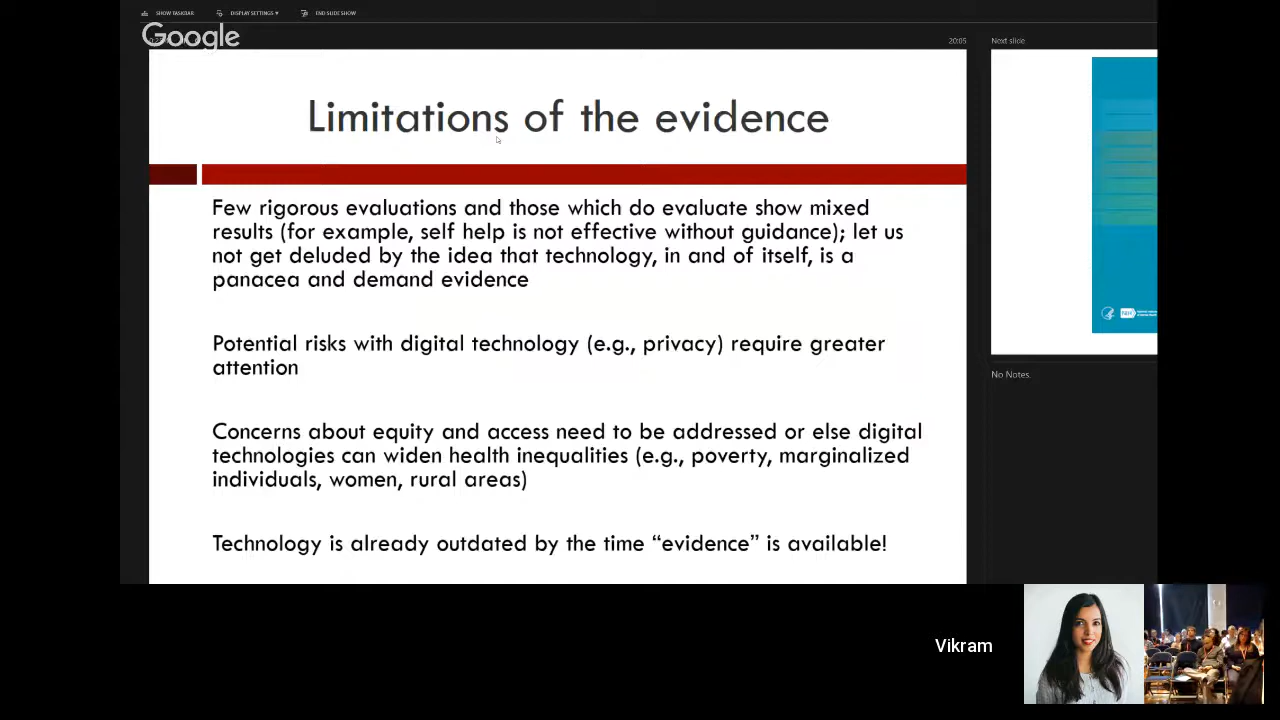 SHOW TASKBAR DISPLAY SETTINGS ▾ END SLIDE SHOW
Google
20:05
Next slide
Limitations of the evidence
Few rigorous evaluations and those which do evaluate show mixed
results (for example, self help is not effective without guidance); let us
not get deluded by the idea that technology, in and of itself, is a
panacea and demand evidence
Potential risks with digital technology (e.g., privacy) require greater
attention
Concerns about equity and access need to be addressed or else digital
technologies can widen health inequalities (e.g., poverty, marginalized
individuals, women, rural areas)
Technology is already outdated by the time “evidence” is available!
NIH
No Notes.
Vikram